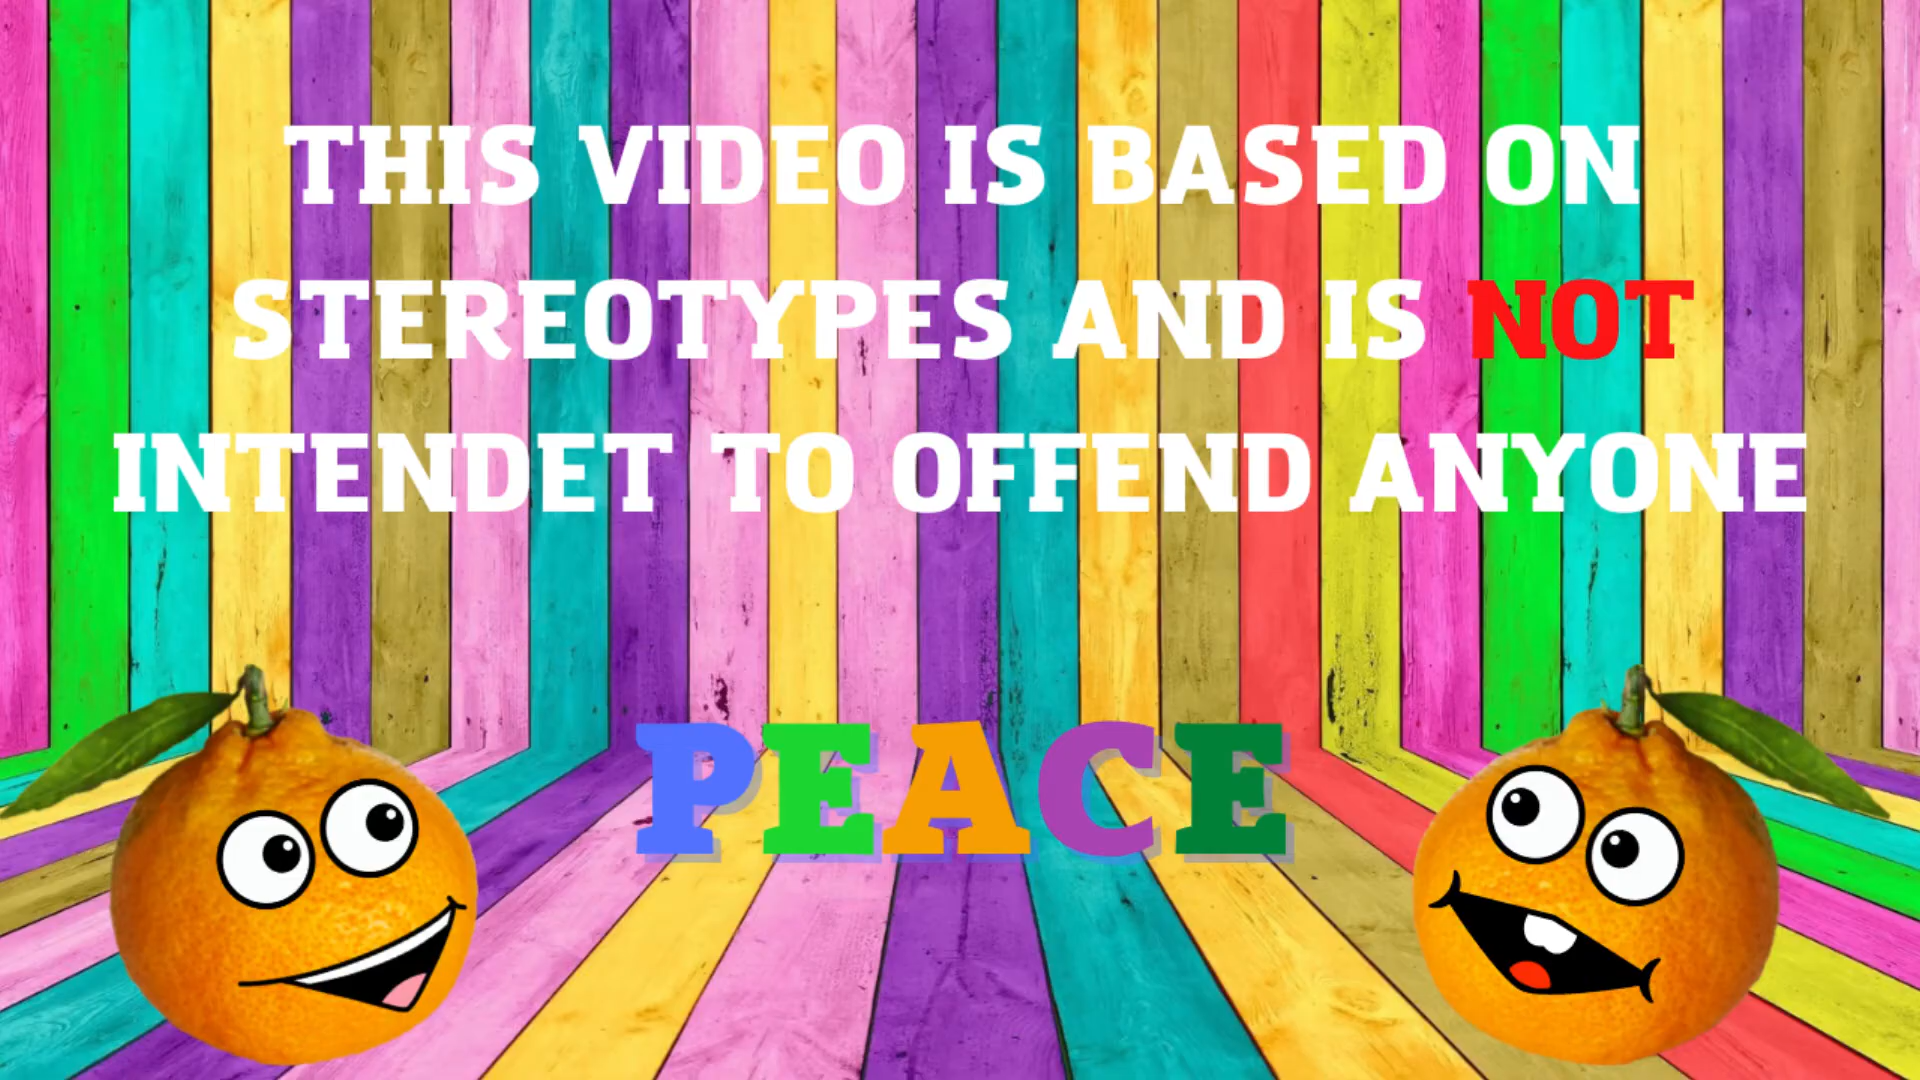 THIS VIDEO IS BASED ON
STEREOTYPES AND IS NOT
INTENDET TO OFFEND ANYONE
PEACE